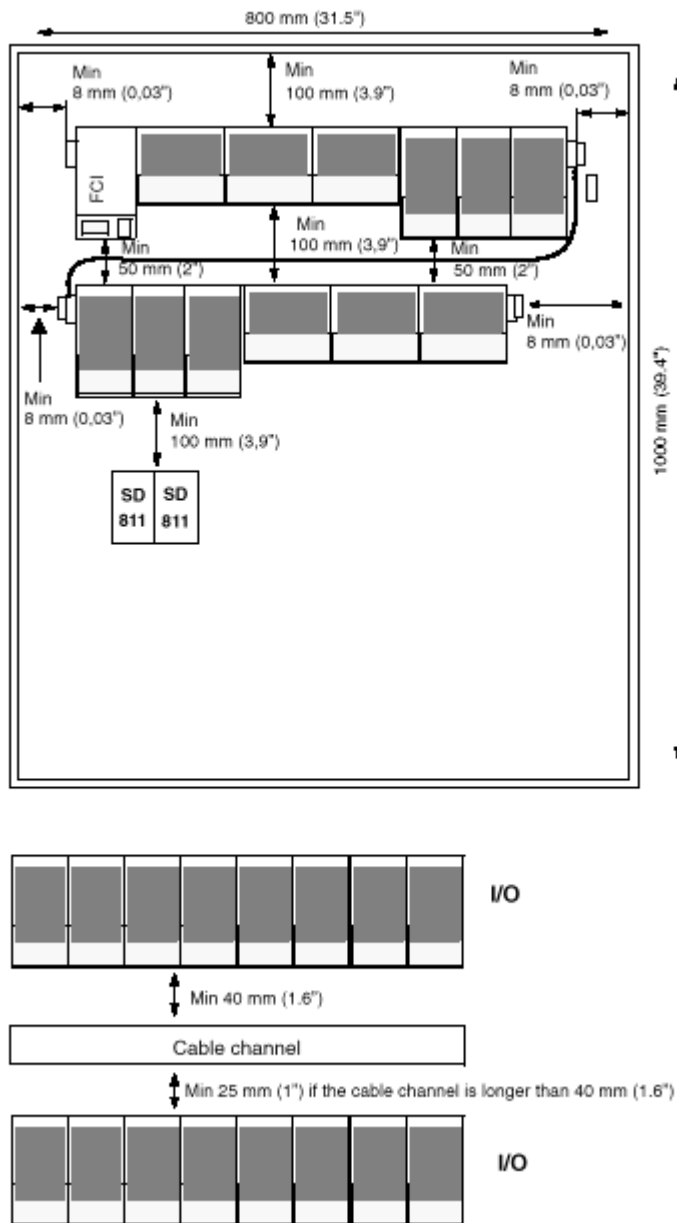 800 mm (31.5")
Min
8 mm (0,03")
Min
100 mm (3.9")
Min
8 mm (0,03")
FCI
Min
100 mm (3,9")
Min
50 mm (2")
Min
50 mm (2")
Min
8 mm (0,03")
Min
8 mm (0,03")
Min
100 mm (3,9")
SD
811
SD
811
1000 mm (39.4")
I/O
Min 40 mm (1.6")
Cable channel
Min 25 mm (1") if the cable channel is longer than 40 mm (1.6")
I/O